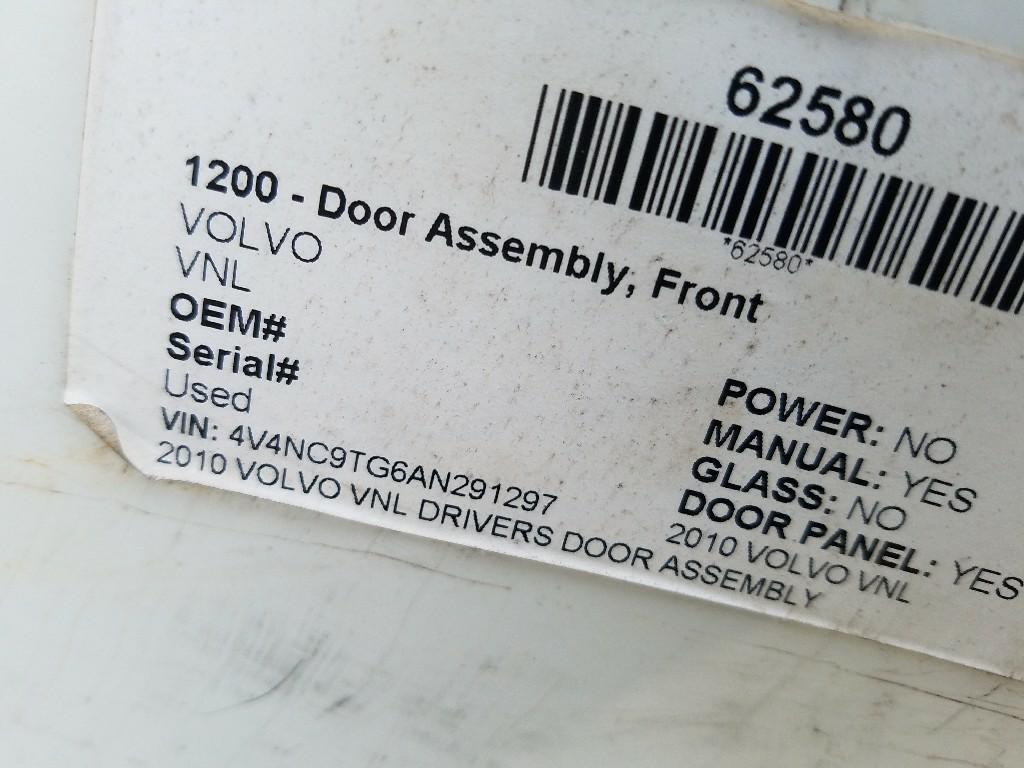 62580
*62580*
1200 - Door Assembly, Front
VOLVO
VNL
OEM#
Serial#
Used
VIN: 4V4NC9TG6AN291297
2010 VOLVO VNL DRIVERS DOOR ASSEMBLY
POWER: NO
MANUAL: YES
GLASS: NO
DOOR PANEL: YES
2010 VOLVO VNL